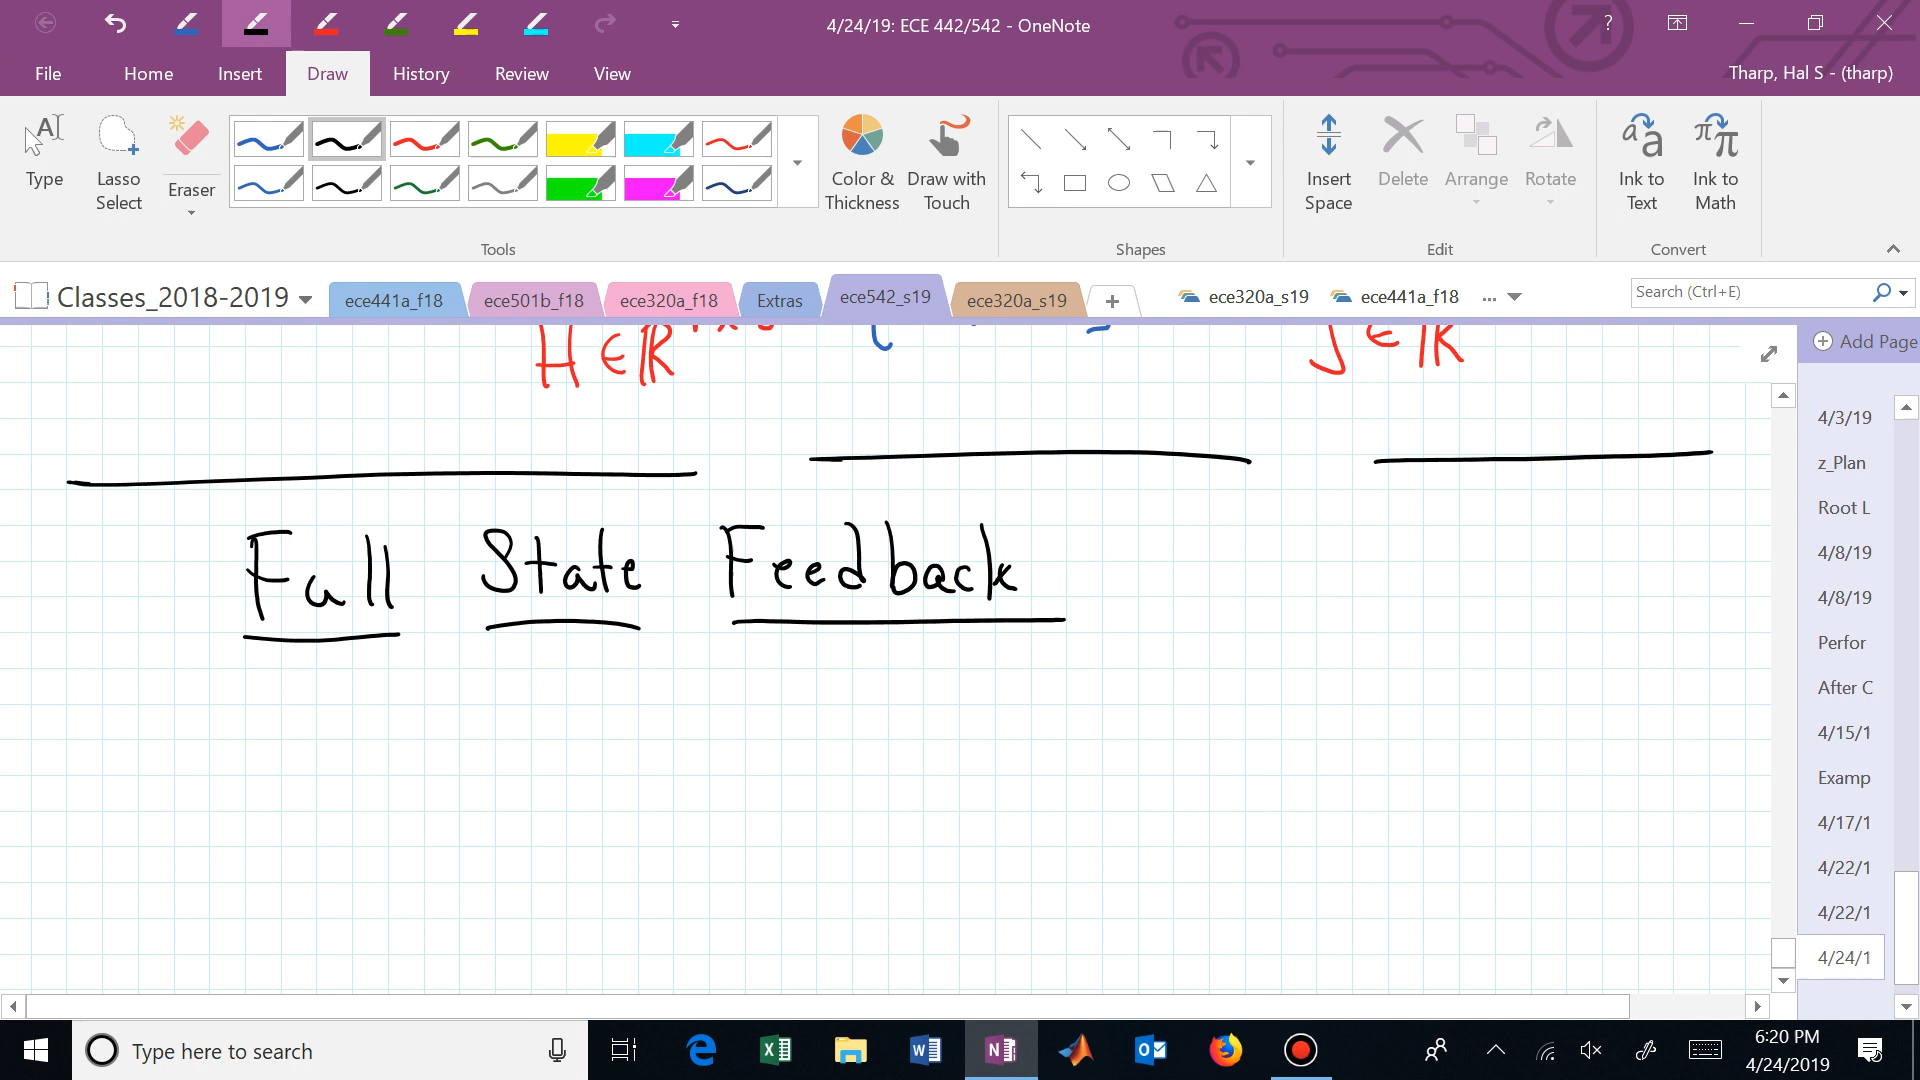 4/24/19: ECE 442/542 - OneNote
?
File Home Insert Draw History Review View
Tharp, Hal S - (tharp)
Type
Lasso Select
Eraser
Color & Thickness
Draw with Touch
Insert Space
Delete
Arrange
Rotate
Ink to Text
Ink to Math
Tools
Shapes
Edit
Convert
Classes_2018-2019
ece441a_f18
ece501b_f18
ece320a_f18
Extras
ece542_s19
ece320a_s19
+
ece320a_s19
ece441a_f18
...
Search (Ctrl+E)
Add Page
H ∈ ℝ
J ∈ ℝ
Full State Feedback
4/3/19
z_Plan
Root L
4/8/19
4/8/19
Perfor
After C
4/15/1
Examp
4/17/1
4/22/1
4/22/1
4/24/1
Type here to search
6:20 PM
4/24/2019